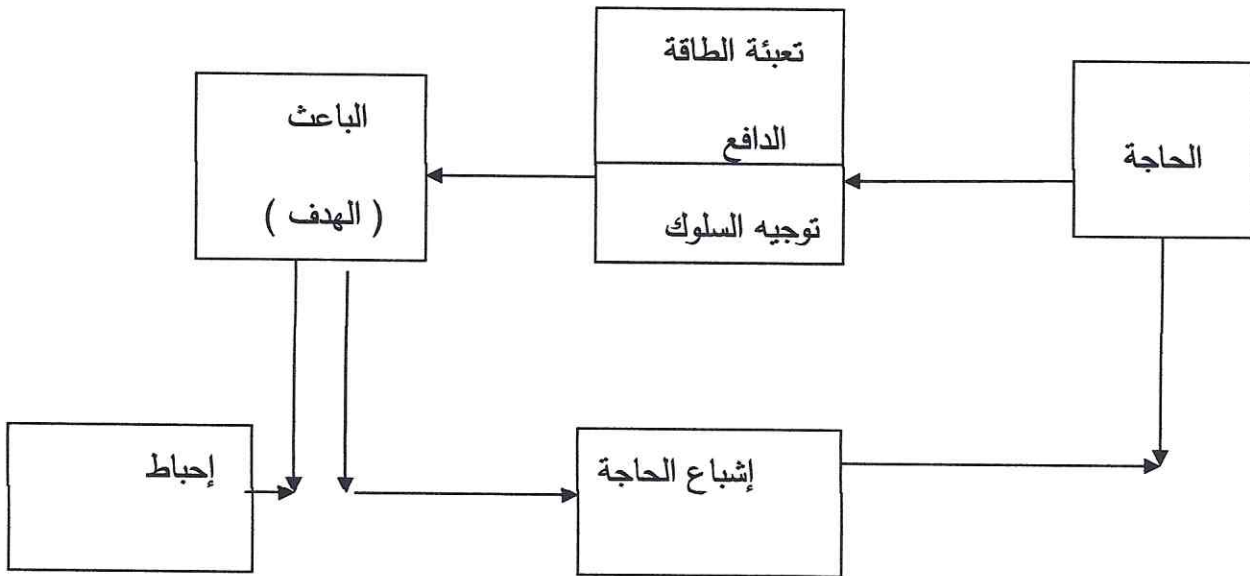 الحاجة
تعبئة الطاقة
الدافع
توجيه السلوك
الباعث
( الهدف )
إشباع الحاجة
إحباط